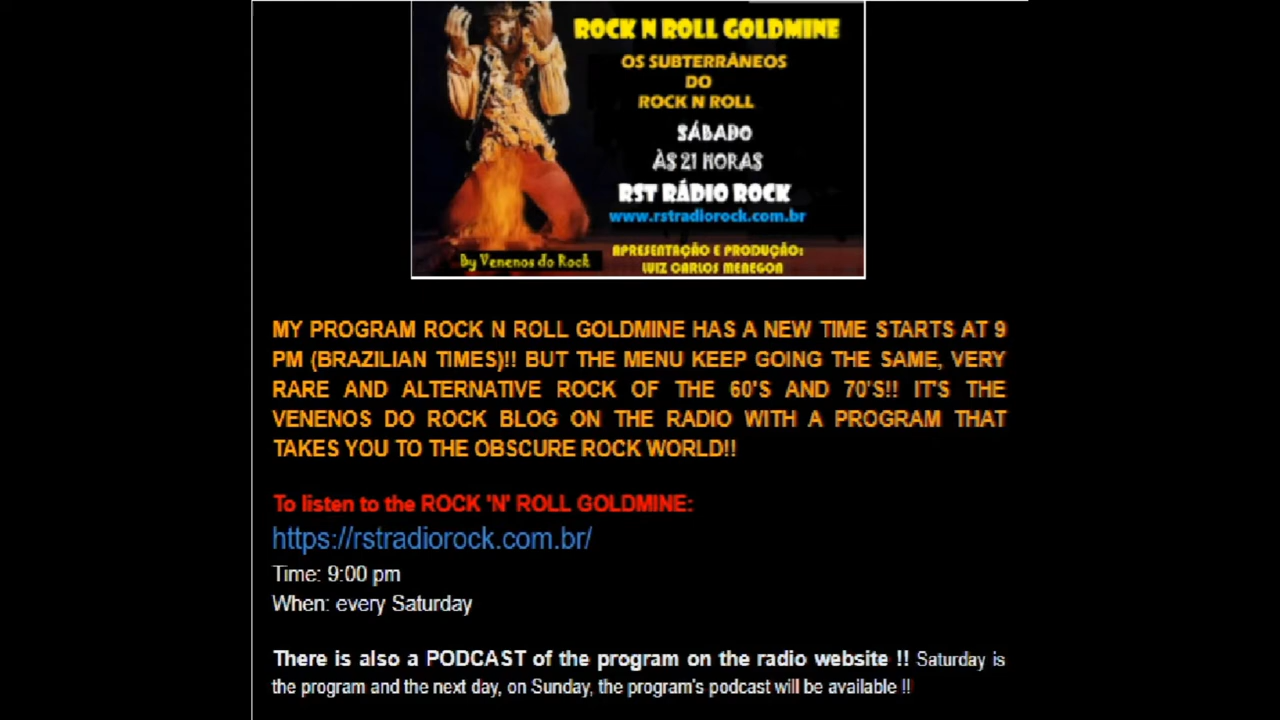 ROCK N ROLL GOLDMINE
OS SUBTERRÂNEOS
DO
ROCK N ROLL
SÁBADO
ÀS 21 HORAS
RST RÁDIO ROCK
www.rstradiorock.com.br
APRESENTAÇÃO E PRODUÇÃO:
LUIZ CARLOS MENEGON
By Venenos do Rock
MY PROGRAM ROCK N ROLL GOLDMINE HAS A NEW TIME STARTS AT 9
PM (BRAZILIAN TIMES)!! BUT THE MENU KEEP GOING THE SAME, VERY
RARE AND ALTERNATIVE ROCK OF THE 60'S AND 70'S!! IT'S THE
VENENOS DO ROCK BLOG ON THE RADIO WITH A PROGRAM THAT
TAKES YOU TO THE OBSCURE ROCK WORLD!!
To listen to the ROCK 'N' ROLL GOLDMINE:
https://rstradiorock.com.br/
Time: 9:00 pm
When: every Saturday
There is also a PODCAST of the program on the radio website !! Saturday is
the program and the next day, on Sunday, the program's podcast will be available !!